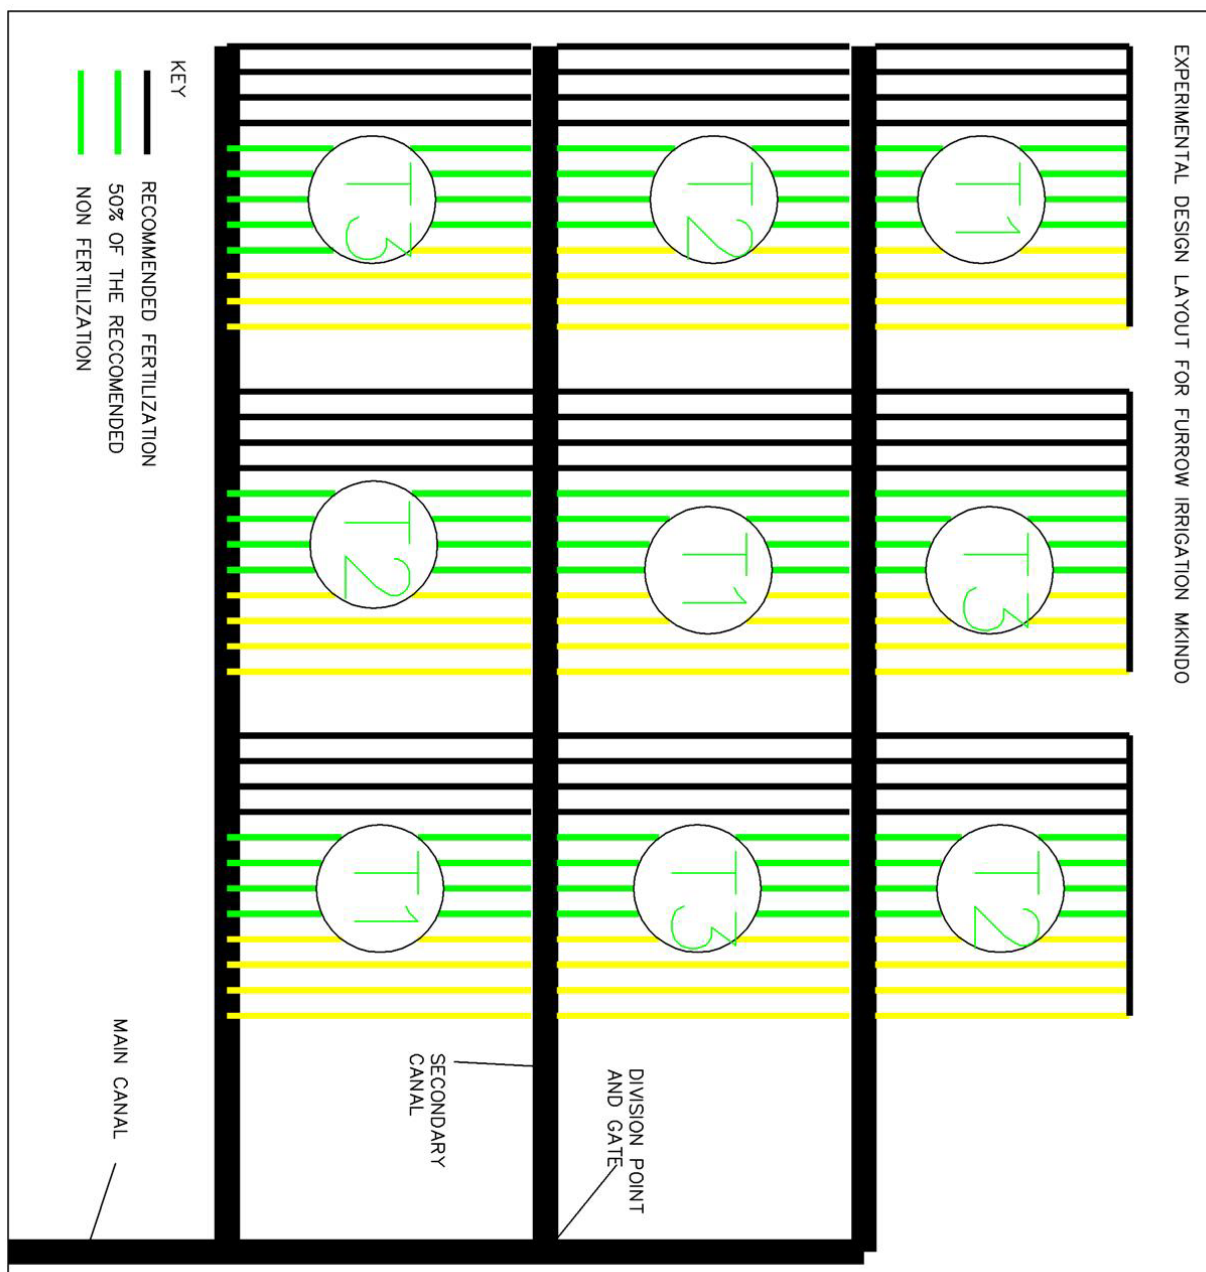 EXPERIMENTAL DESIGN LAYOUT FOR FURROW IRRIGATION MKINDO
T1
T3
T2
T2
T1
T3
T3
T2
T1
DIVISION POINT
AND GATE
SECONDARY
CANAL
MAIN CANAL
KEY
RECOMMENDED FERTILIZATION
50% OF THE RECCOMENDED
NON FERTILIZATION